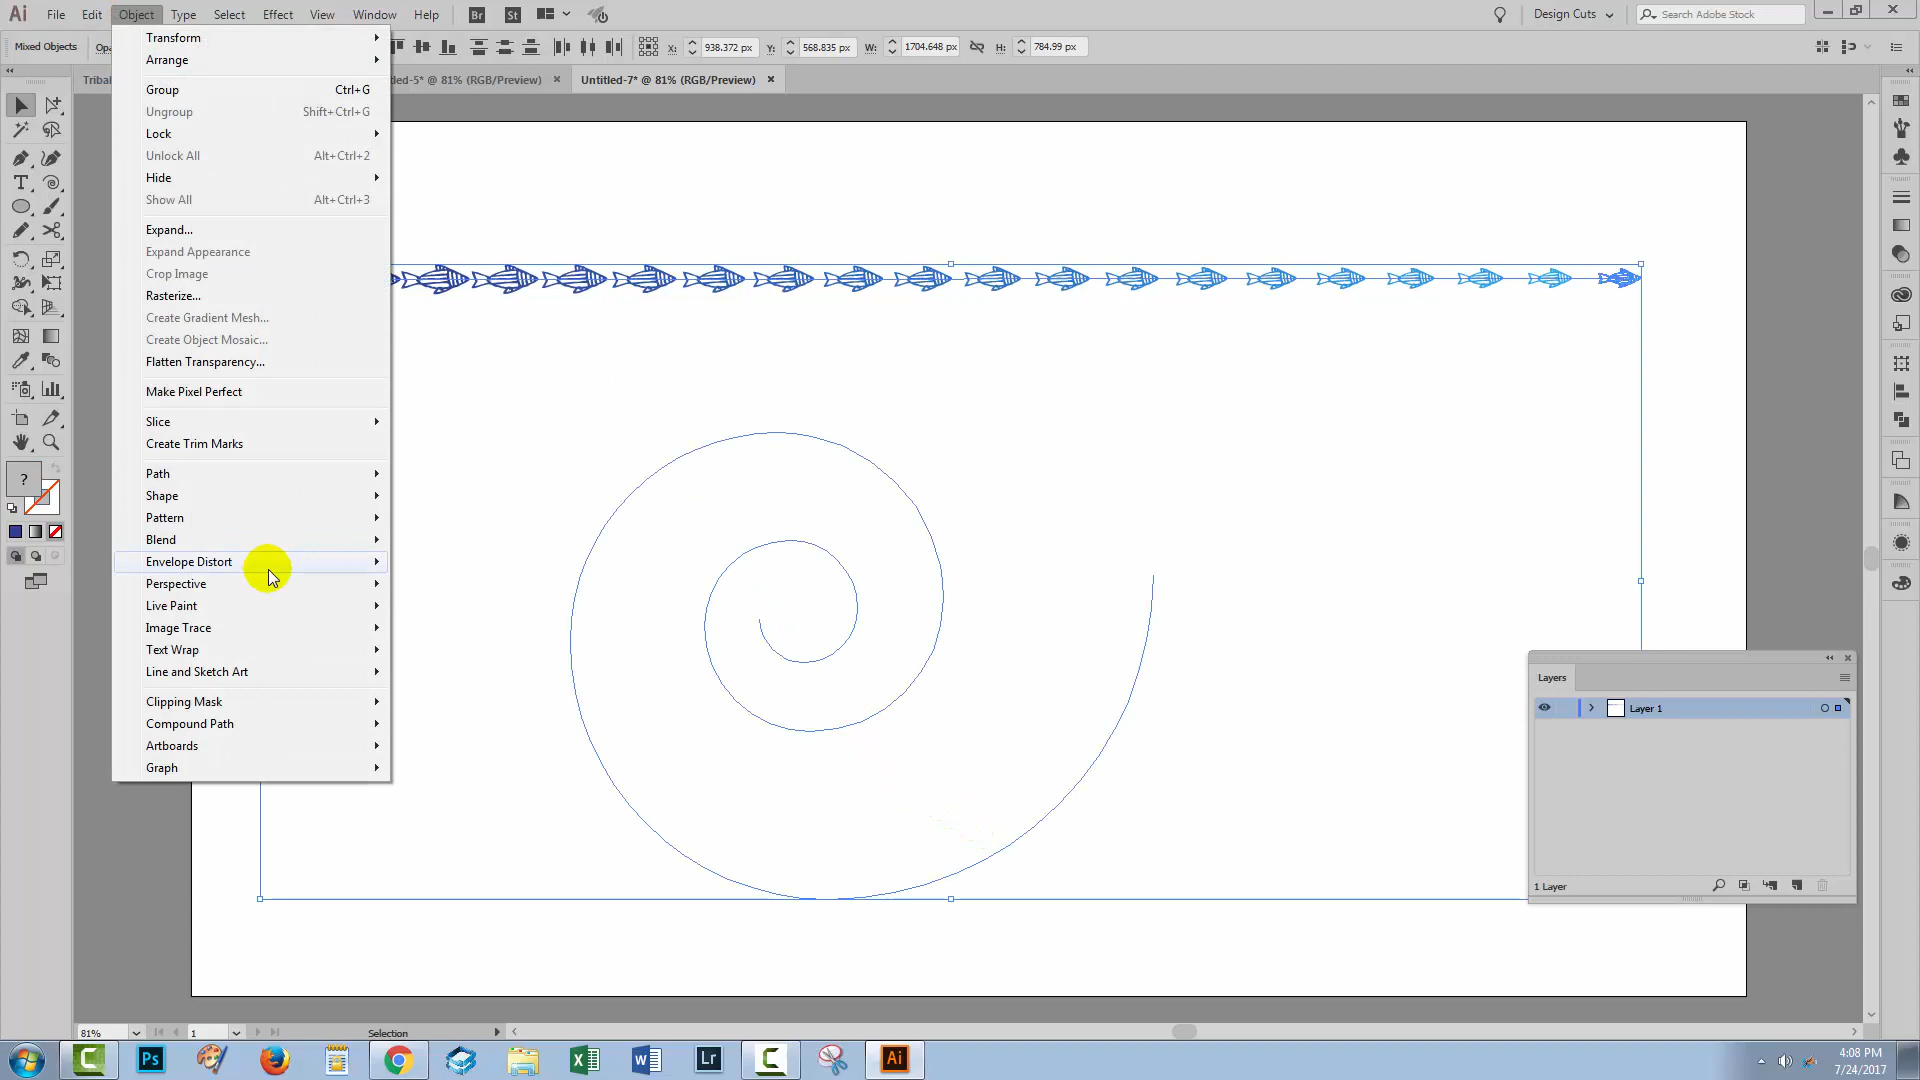 Ai File Edit Object Type Select Effect View Window Help Br St Design Cuts Search Adobe Stock
Mixed Objects X: 938.372 px Y: 568.835 px W: 1704.648 px H: 784.99 px
ed-5* @ 81% (RGB/Preview) × Untitled-7* @ 81% (RGB/Preview) ×
Transform
Arrange
Group Ctrl+G
Ungroup Shift+Ctrl+G
Lock
Unlock All Alt+Ctrl+2
Hide
Show All Alt+Ctrl+3
Expand...
Expand Appearance
Crop Image
Rasterize...
Create Gradient Mesh...
Create Object Mosaic...
Flatten Transparency...
Make Pixel Perfect
Slice
Create Trim Marks
Path
Shape
Pattern
Blend
Envelope Distort
Perspective
Live Paint
Image Trace
Text Wrap
Line and Sketch Art
Clipping Mask
Compound Path
Artboards
Graph
?
Layers
Layer 1
1 Layer
81% 1 Selection
Ps W Lr C Ai
4:08 PM
7/24/2017